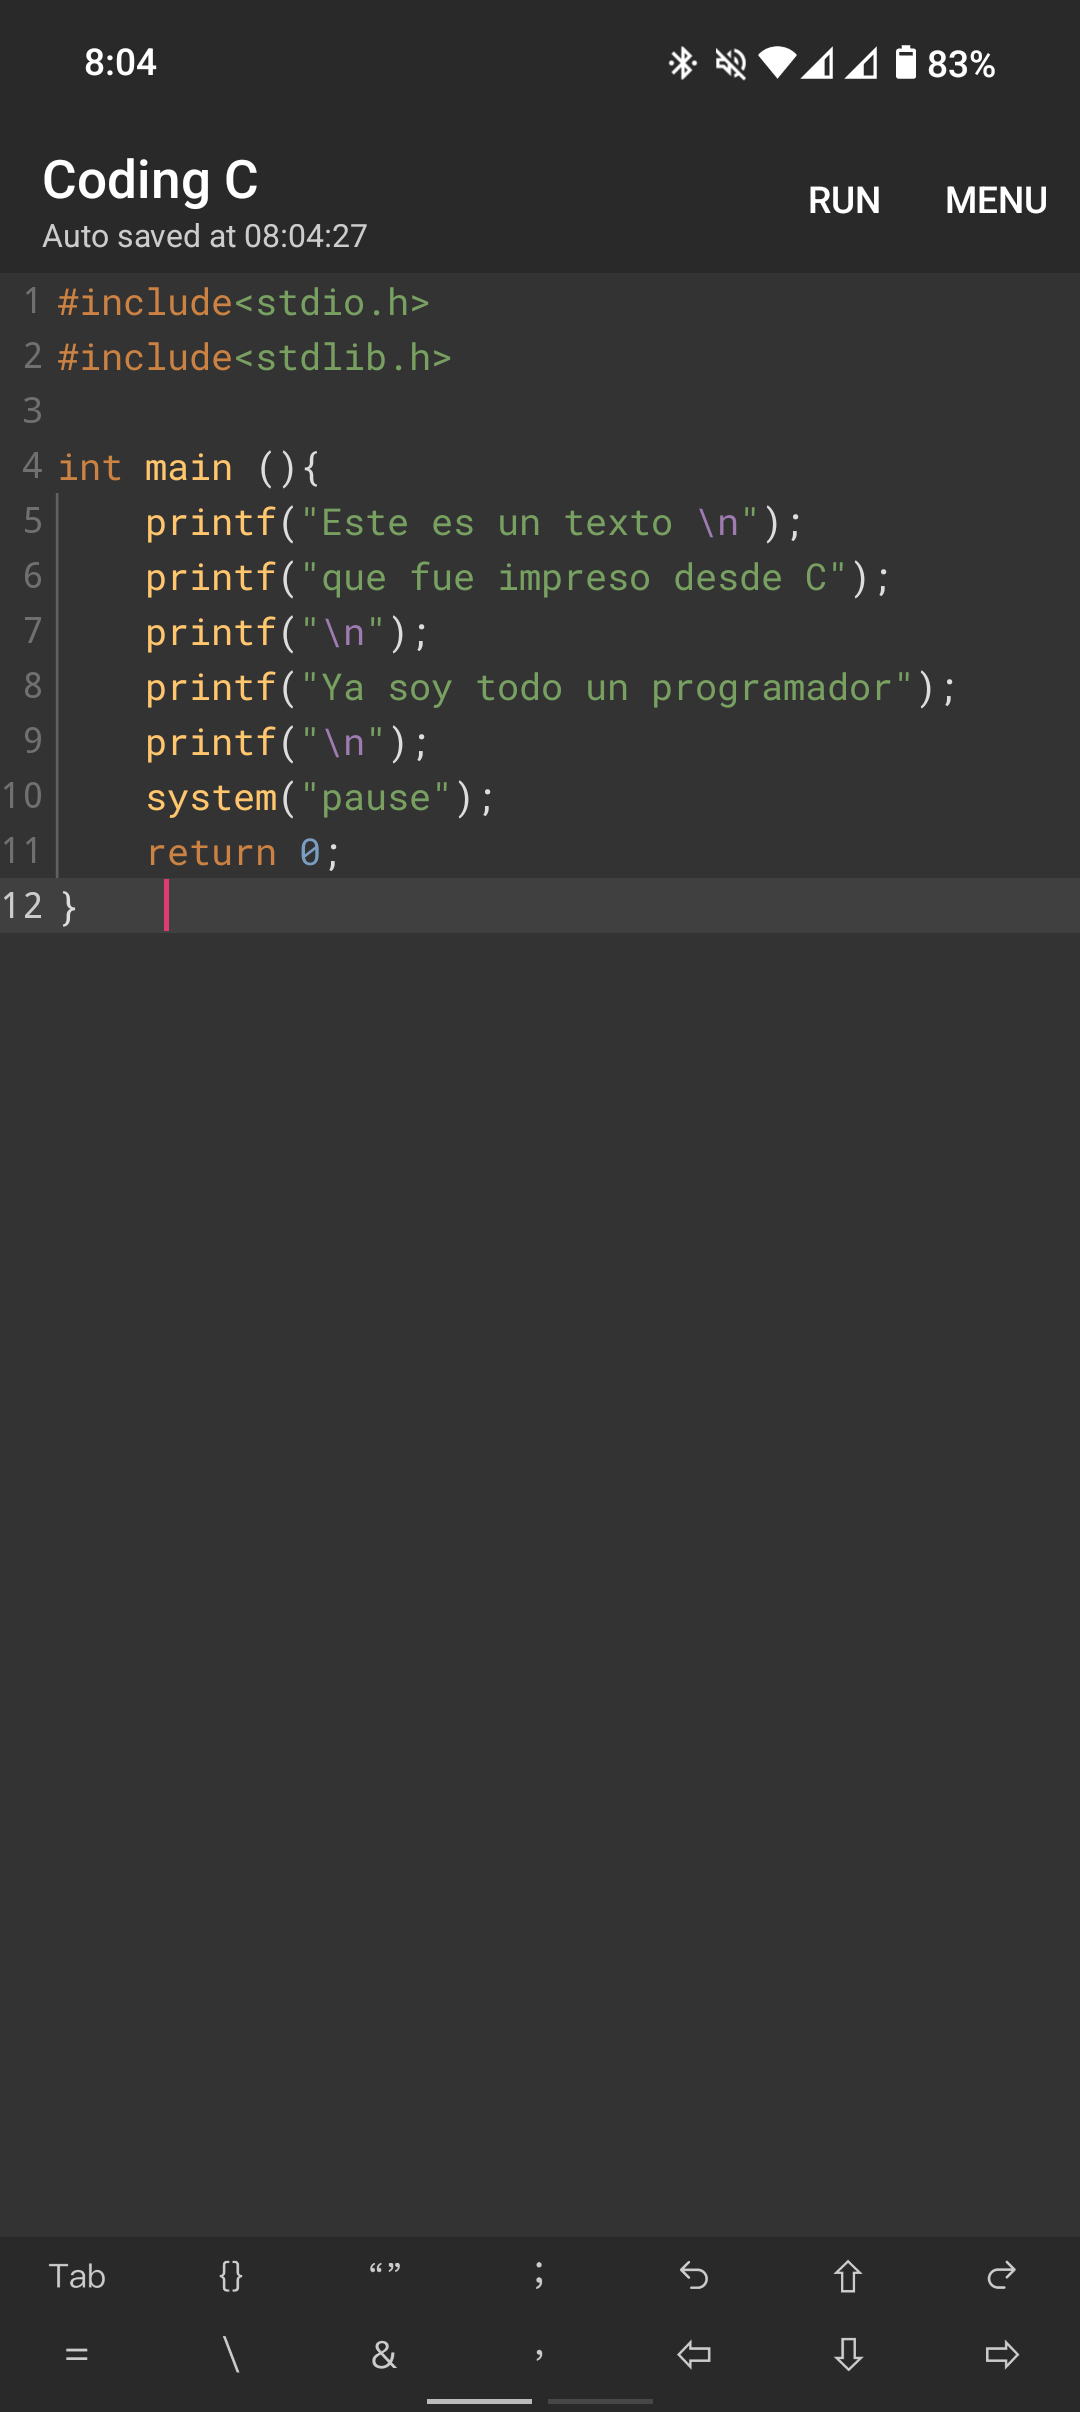 8:04 83%
Coding C
Auto saved at 08:04:27
RUN MENU
1 #include<stdio.h>
2 #include<stdlib.h>
3
4 int main (){
5     printf("Este es un texto \n");
6     printf("que fue impreso desde C");
7     printf("\n");
8     printf("Ya soy todo un programador");
9     printf("\n");
10     system("pause");
11     return 0;
12 }
Tab {} “” ;
= \ & ,